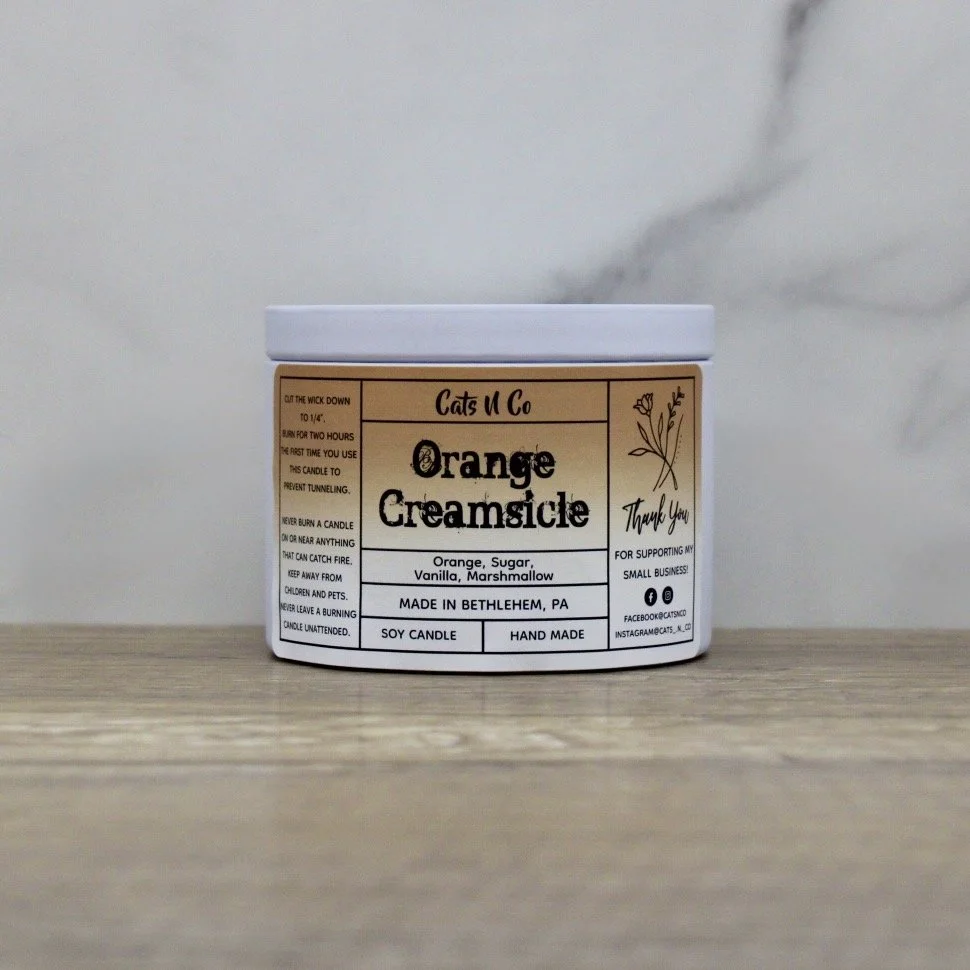 CUT THE WICK DOWN
TO 1/4".
BURN FOR TWO HOURS
THE FIRST TIME YOU USE
THIS CANDLE TO
PREVENT TUNNELING.
NEVER BURN A CANDLE
ON OR NEAR ANYTHING
THAT CAN CATCH FIRE.
KEEP AWAY FROM
CHILDREN AND PETS.
NEVER LEAVE A BURNING
CANDLE UNATTENDED.
Cats N Co
Orange
Creamsicle
Orange, Sugar,
Vanilla, Marshmallow
MADE IN BETHLEHEM, PA
SOY CANDLE
HAND MADE
Thank You
FOR SUPPORTING MY
SMALL BUSINESS!
FACEBOOK@CATSNCO
INSTAGRAM@CATS_.N_CO